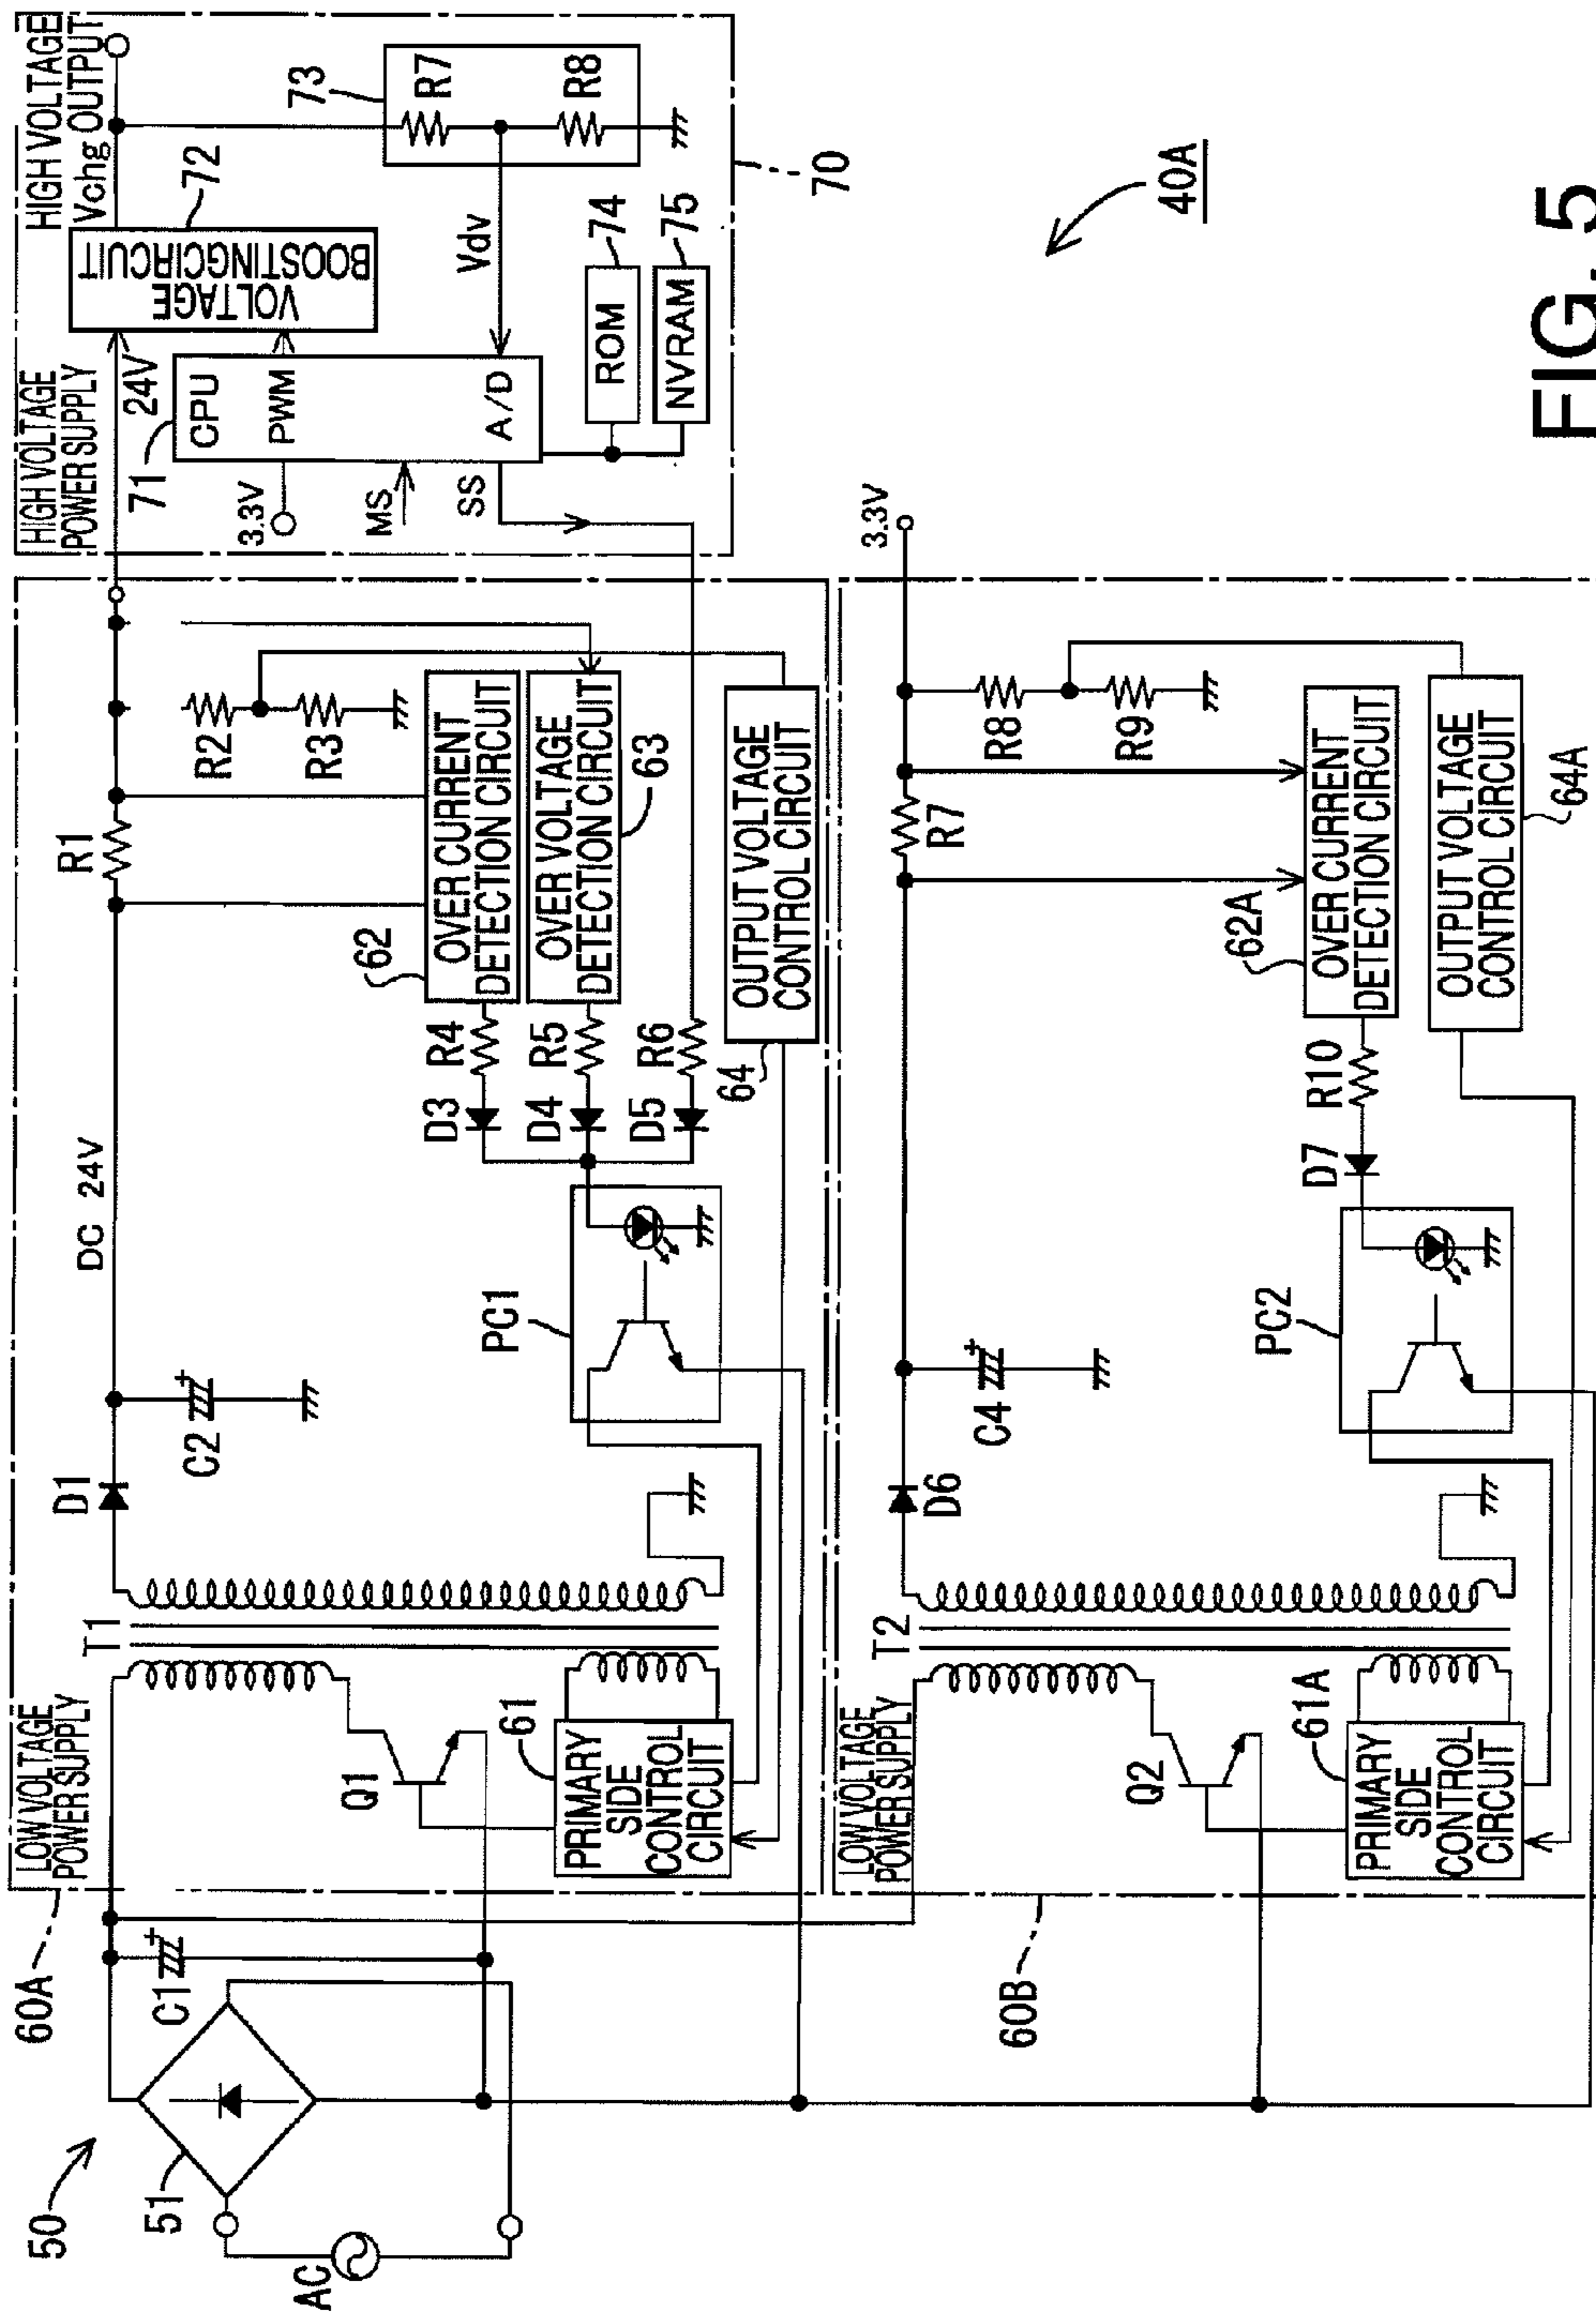 50
51
AC
60A
C1
LOW VOLTAGE
POWER SUPPLY
T1
D1
DC 24V
C2
Q1
61
PRIMARY
SIDE
CONTROL
CIRCUIT
PC1
R1
R2
R3
62
OVER CURRENT
DETECTION CIRCUIT
OVER VOLTAGE
DETECTION CIRCUIT
63
D3
R4
D4
R5
D5
R6
64
OUTPUT VOLTAGE
CONTROL CIRCUIT
HIGH VOLTAGE
POWER SUPPLY
24V
71
CPU
PWM
A/D
3.3V
MS
SS
VOLTAGE
BOOSTINGCIRCUIT
72
HIGH VOLTAGE
Vchg OUTPUT
73
R7
R8
Vdv
ROM
74
NVRAM
75
70
40A
60B
LOW VOLTAGE
POWER SUPPLY
T2
D6
C4
Q2
61A
PRIMARY
SIDE
CONTROL
CIRCUIT
PC2
D7
R10
R7
R8
R9
3.3V
62A
OVER CURRENT
DETECTION CIRCUIT
OUTPUT VOLTAGE
CONTROL CIRCUIT
64A
FIG. 5